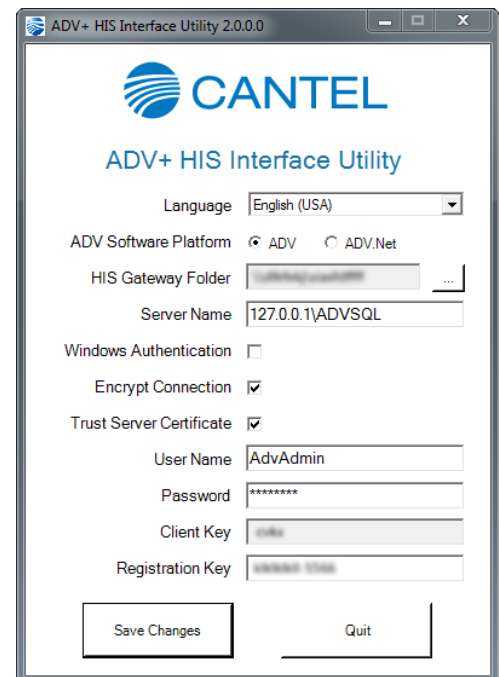 ADV+ HIS Interface Utility 2.0.0.0
CANTEL
ADV+ HIS Interface Utility
Language English (USA)
ADV Software Platform ADV ADV.Net
HIS Gateway Folder ...
Server Name 127.0.0.1\ADVSQL
Windows Authentication
Encrypt Connection
Trust Server Certificate
User Name AdvAdmin
Password ********
Client Key
Registration Key
Save Changes Quit